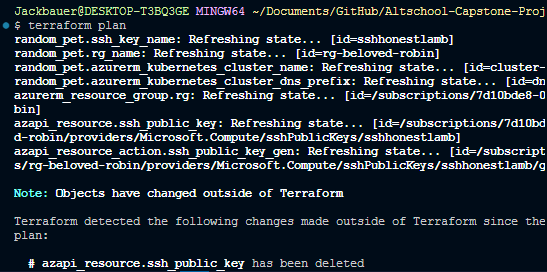 Jackbauer@DESKTOP-T3BQ3GE MINGW64 ~/Documents/GitHub/Altschool-Capstone-Proj
$ terraform plan
random_pet.ssh_key_name: Refreshing state... [id=sshhonestlamb]
random_pet.rg_name: Refreshing state... [id=rg-beloved-robin]
random_pet.azurerm_kubernetes_cluster_name: Refreshing state... [id=cluster-
random_pet.azurerm_kubernetes_cluster_dns_prefix: Refreshing state... [id=dn
azurerm_resource_group.rg: Refreshing state... [id=/subscriptions/7d10bde8-0
bin]
azapi_resource.ssh_public_key: Refreshing state... [id=/subscriptions/7d10bd
d-robin/providers/Microsoft.Compute/sshPublicKeys/sshhonestlamb]
azapi_resource_action.ssh_public_key_gen: Refreshing state... [id=/subscript
s/rg-beloved-robin/providers/Microsoft.Compute/sshPublicKeys/sshhonestlamb/g
Note: Objects have changed outside of Terraform
Terraform detected the following changes made outside of Terraform since the
plan:
# azapi_resource.ssh_public_key has been deleted